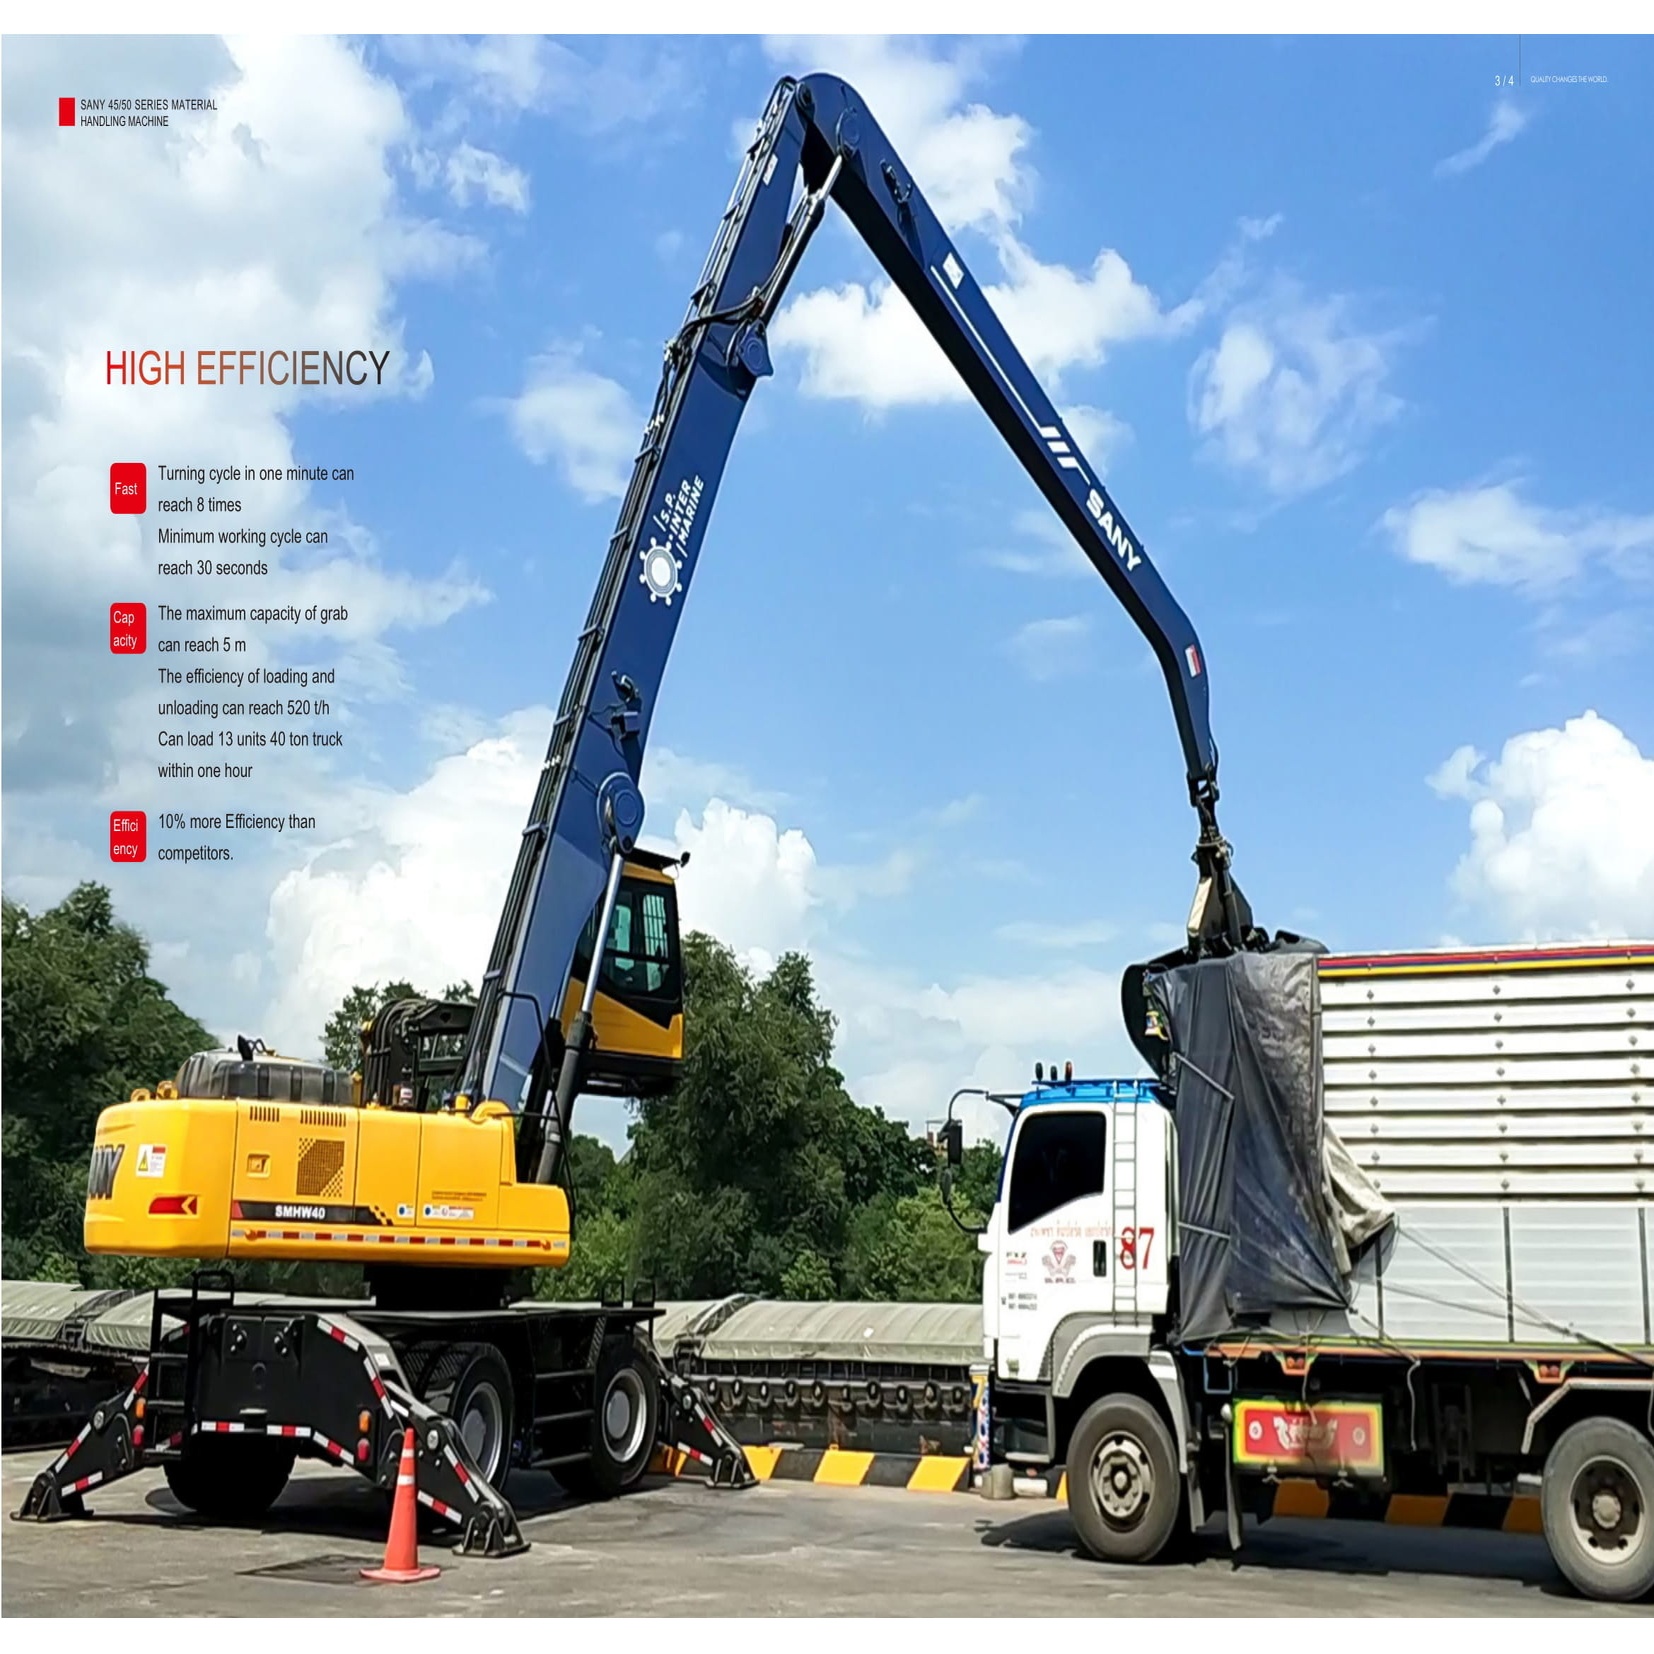 SANY 45/50 SERIES MATERIAL
HANDLING MACHINE
3 / 4
QUALITY CHANGES THE WORLD.
HIGH EFFICIENCY
Fast
Turning cycle in one minute can
reach 8 times
Minimum working cycle can
reach 30 seconds
Cap
acity
The maximum capacity of grab
can reach 5 m
The efficiency of loading and
unloading can reach 520 t/h
Can load 13 units 40 ton truck
within one hour
Effici
ency
10% more Efficiency than
competitors.
S.P.
INTER
MARINE
SANY
SMHW40
87